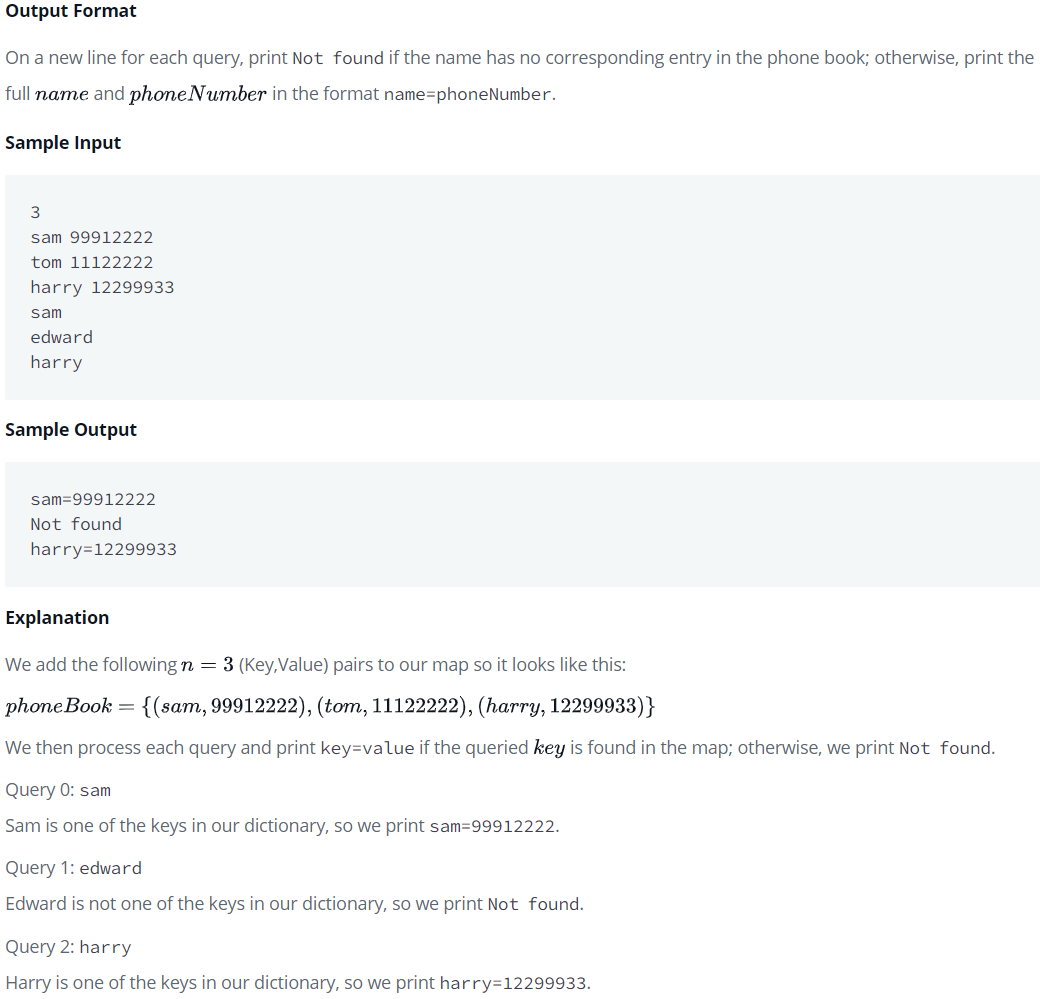 Output Format
On a new line for each query, print Not found if the name has no corresponding entry in the phone book; otherwise, print the
full name and phoneNumber in the format name=phoneNumber.
Sample Input
3
sam 99912222
tom 11122222
harry 12299933
sam
edward
harry
Sample Output
sam=99912222
Not found
harry=12299933
Explanation
We add the following n = 3 (Key,Value) pairs to our map so it looks like this:
phoneBook = {(sam, 99912222), (tom, 11122222), (harry, 12299933)}
We then process each query and print key=value if the queried key is found in the map; otherwise, we print Not found.
Query 0: sam
Sam is one of the keys in our dictionary, so we print sam=99912222.
Query 1: edward
Edward is not one of the keys in our dictionary, so we print Not found.
Query 2: harry
Harry is one of the keys in our dictionary, so we print harry=12299933.